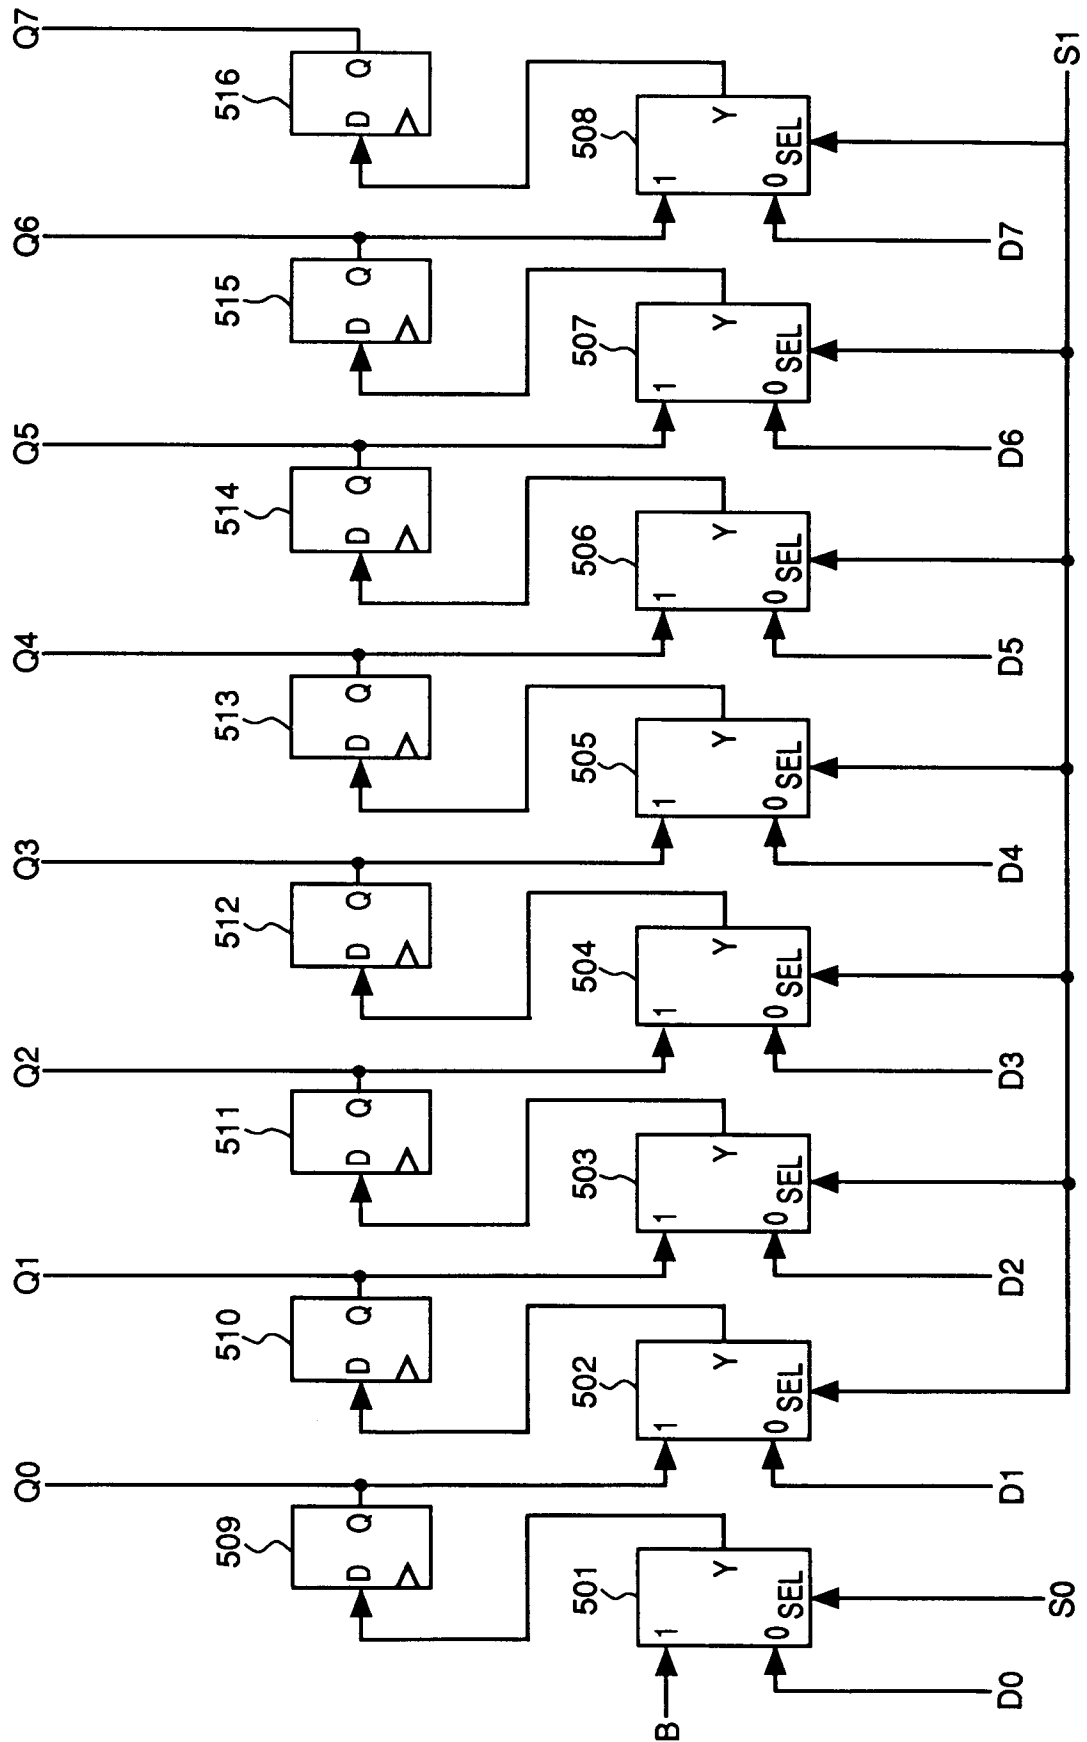 Q0 Q1 Q2 Q3 Q4 Q5 Q6 Q7
509 510 511 512 513 514 515 516
D Q D Q D Q D Q D Q D Q D Q D Q
501 502 503 504 505 506 507 508
B 1 1 1 1 1 1 1 1
Y Y Y Y Y Y Y Y
0 SEL 0 SEL 0 SEL 0 SEL 0 SEL 0 SEL 0 SEL 0 SEL
D0 D1 D2 D3 D4 D5 D6 D7
S0 S1